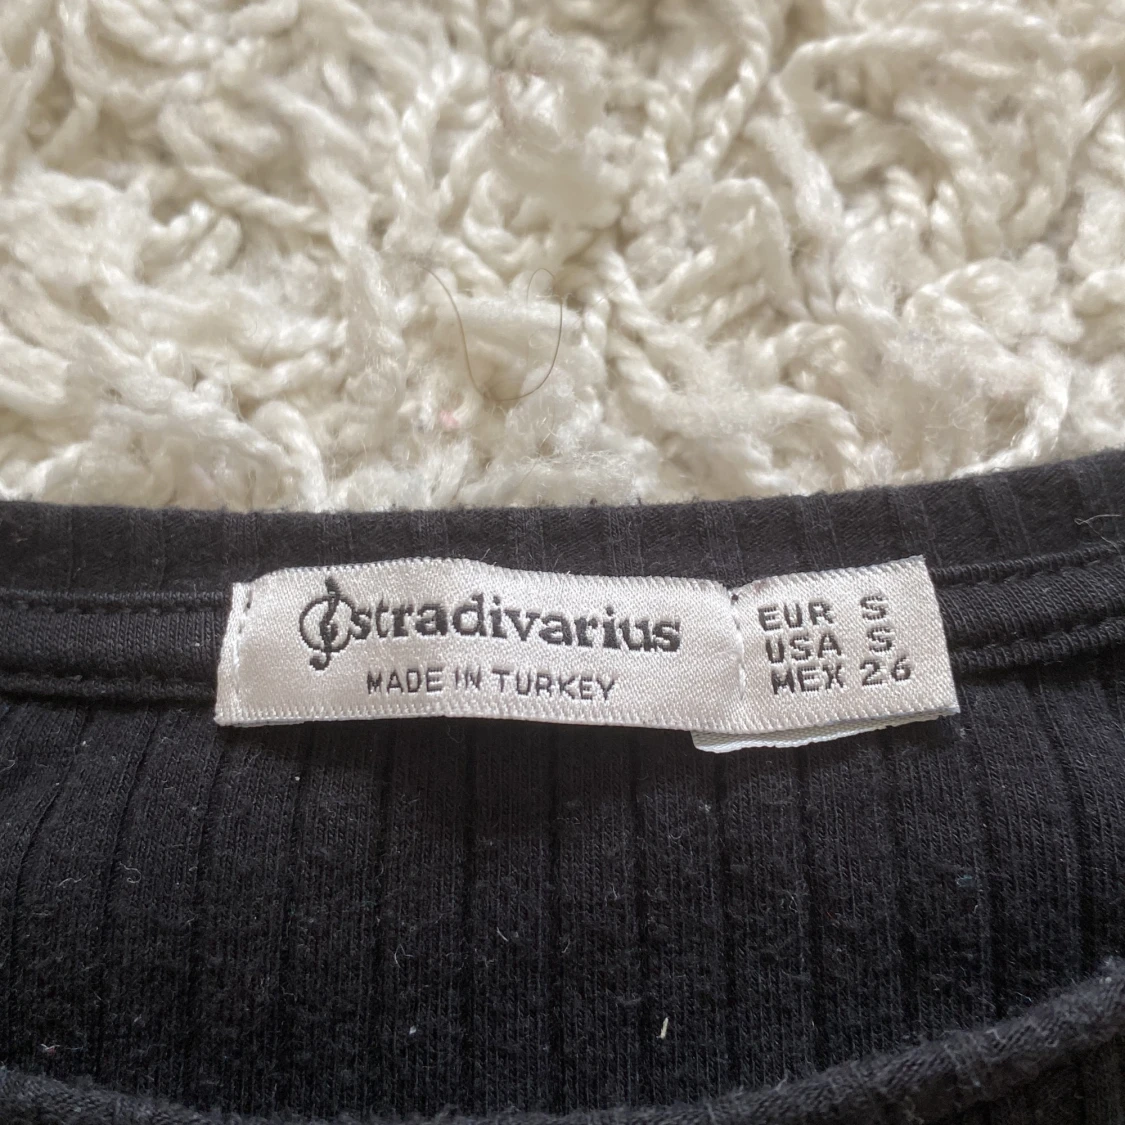 stradivarius
MADE IN TURKEY
EUR S
USA S
MEX 26